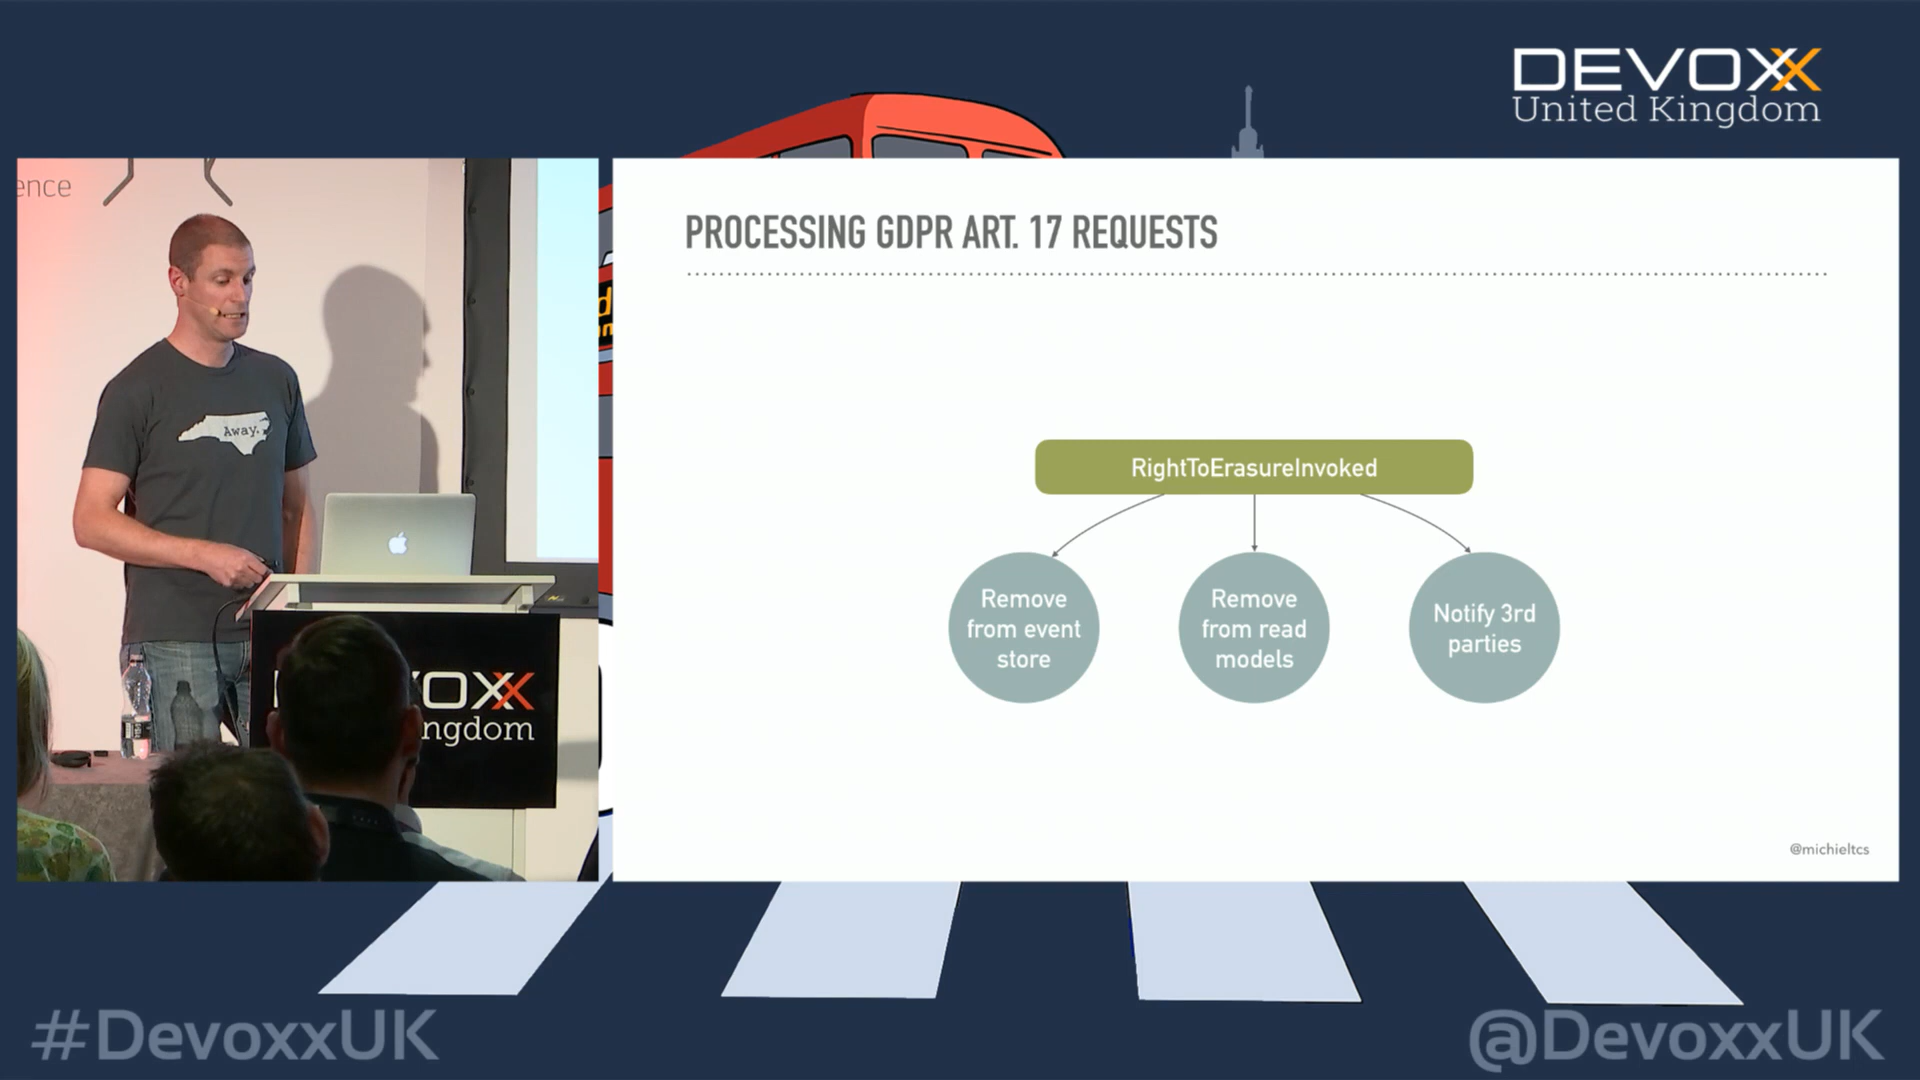 DEVOXX
United Kingdom
ence
Away.
OXX
ngdom
PROCESSING GDPR ART. 17 REQUESTS
RightToErasureInvoked
Remove
from event
store
Remove
from read
models
Notify 3rd
parties
@michieltcs
#DevoxxUK
@DevoxxUK